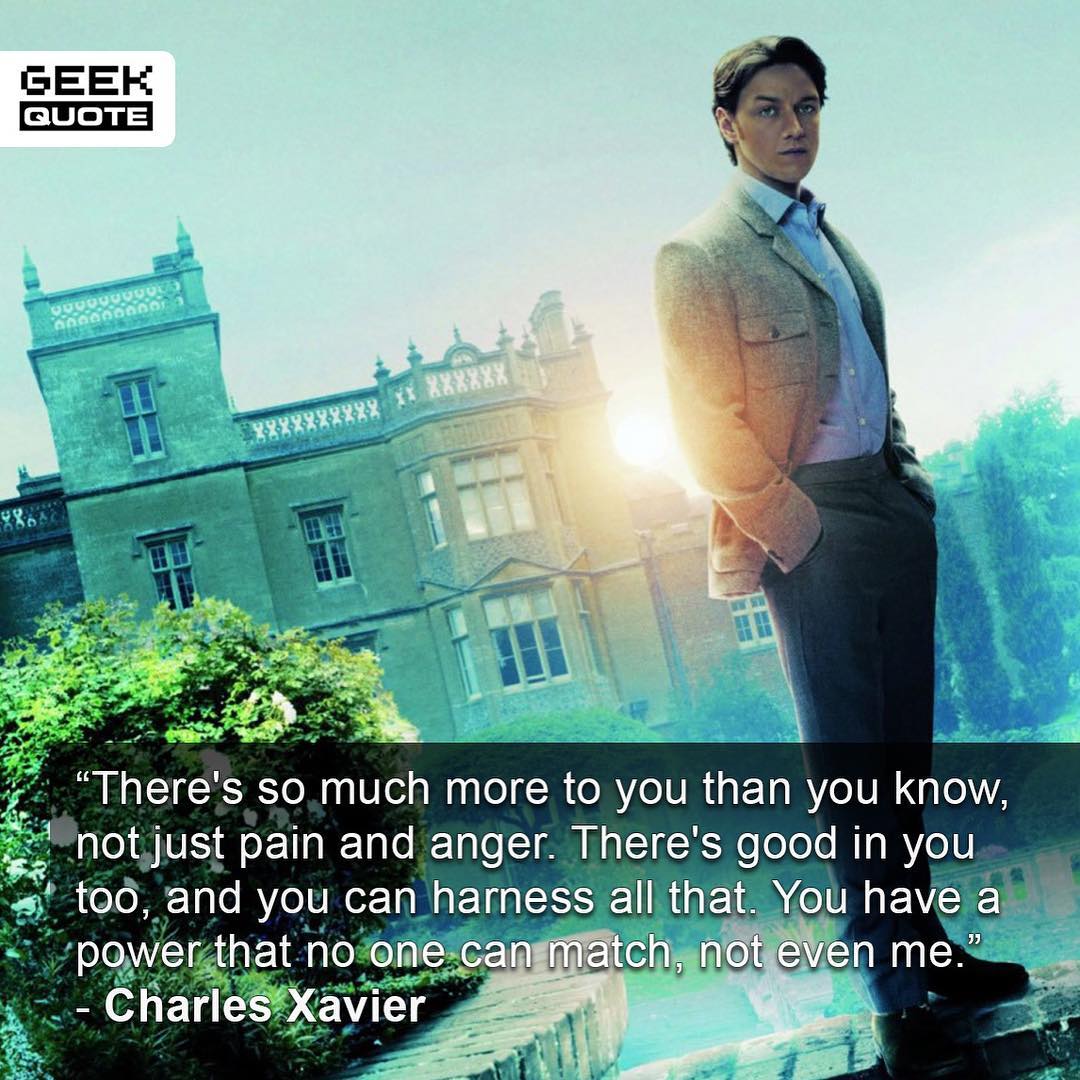 GEEK
QUOTE
“There's so much more to you than you know,
not just pain and anger. There's good in you
too, and you can harness all that. You have a
power that no one can match, not even me.”
- Charles Xavier